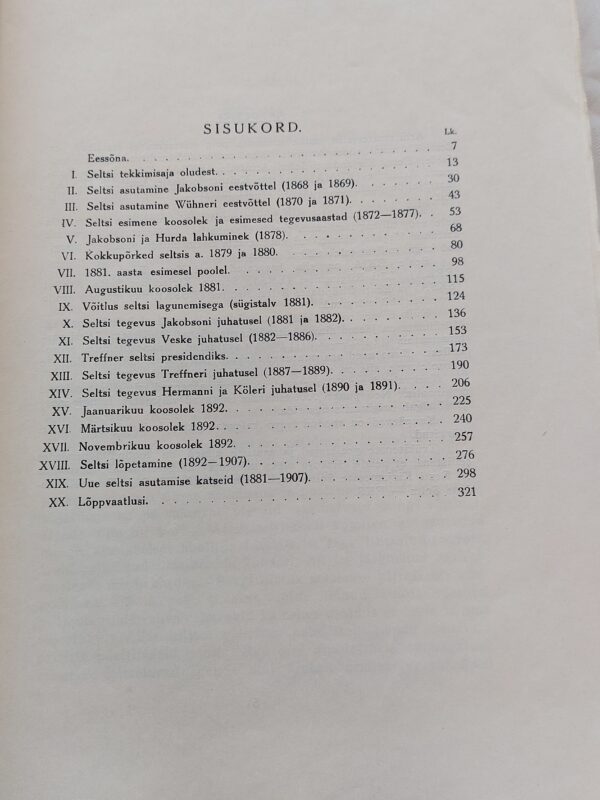 SISUKORD.
Lk.
Eessõna. 7
I. Seltsi tekkimisaja oludest. 13
II. Seltsi asutamine Jakobsoni eestvõttel (1868 ja 1869). 30
III. Seltsi asutamine Wühneri eestvõttel (1870 ja 1871). 43
IV. Seltsi esimene koosolek ja esimesed tegevusaastad (1872—1877). 53
V. Jakobsoni ja Hurda lahkuminek (1878). 68
VI. Kokkupõrked seltsis a. 1879 ja 1880. 80
VII. 1881. aasta esimesel poolel. 98
VIII. Augustikuu koosolek 1881. 115
IX. Võitlus seltsi lagunemisega (sügistalv 1881). 124
X. Seltsi tegevus Jakobsoni juhatusel (1881 ja 1882). 136
XI. Seltsi tegevus Veske juhatusel (1882—1886). 153
XII. Treffner seltsi presidendiks. 173
XIII. Seltsi tegevus Treffneri juhatusel (1887—1889). 190
XIV. Seltsi tegevus Hermanni ja Köleri juhatusel (1890 ja 1891). 206
XV. Jaanuarikuu koosolek 1892. 225
XVI. Märtsikuu koosolek 1892. 240
XVII. Novembrikuu koosolek 1892. 257
XVIII. Seltsi lõpetamine (1892—1907). 276
XIX. Uue seltsi asutamise katseid (1881—1907). 298
XX. Lõppvaatlusi. 321